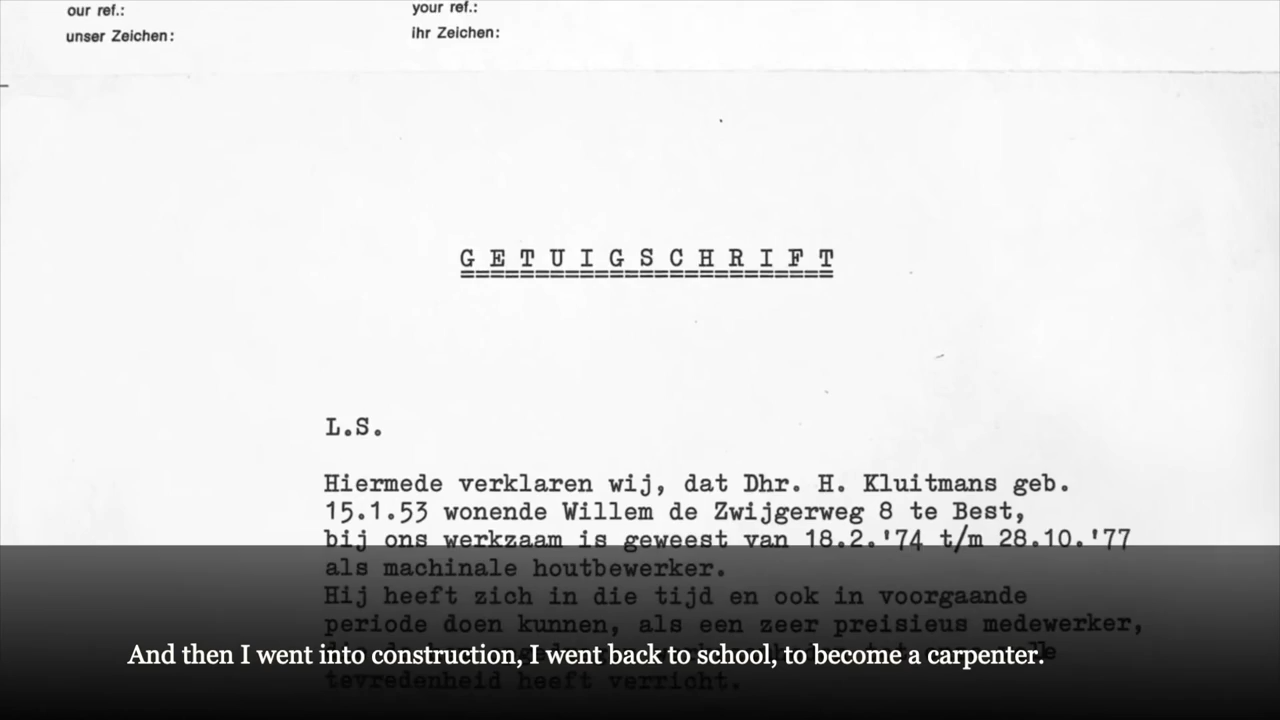 our ref.: your ref.:
unser Zeichen: ihr Zeichen:
G E T U I G S C H R I F T
L.S.
Hiermede verklaren wij, dat Dhr. H. Kluitmans geb.
15.1.53 wonende Willem de Zwijgerweg 8 te Best,
bij ons werkzaam is geweest van 18.2.'74 t/m 28.10.'77
als machinale houtbewerker.
Hij heeft zich in die tijd en ook in voorgaande
periode doen kunnen, als een zeer preisieus medewerker,
And then I went into construction, I went back to school, to become a carpenter.
tevredenheid heeft verricht.